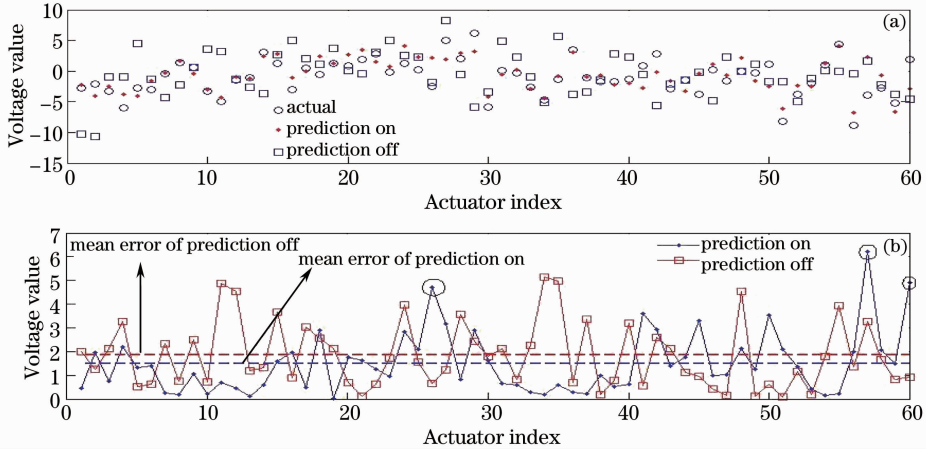 (a)
Voltage value
10
5
0
−5
−10
−15
actual
prediction on
prediction off
0 10 20 30 40 50 60
Actuator index
(b)
Voltage value
7
6
5
4
3
2
1
0
mean error of prediction off
mean error of prediction on
prediction on
prediction off
0 10 20 30 40 50 60
Actuator index